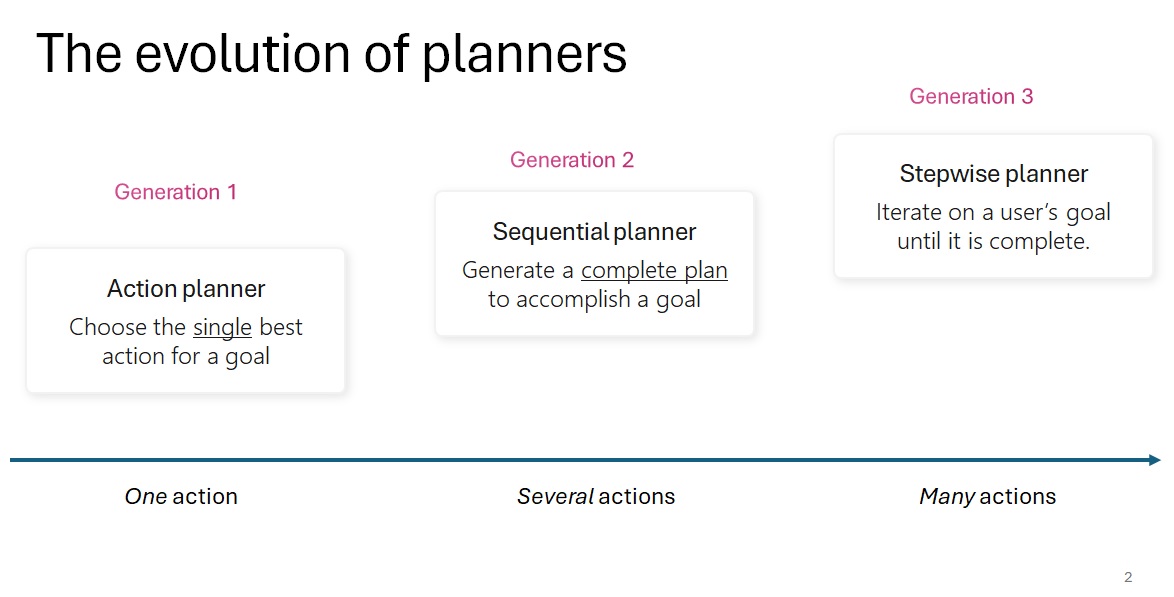 The evolution of planners
Generation 1
Action planner
Choose the single best
action for a goal
Generation 2
Sequential planner
Generate a complete plan
to accomplish a goal
Generation 3
Stepwise planner
Iterate on a user’s goal
until it is complete.
One action
Several actions
Many actions
2